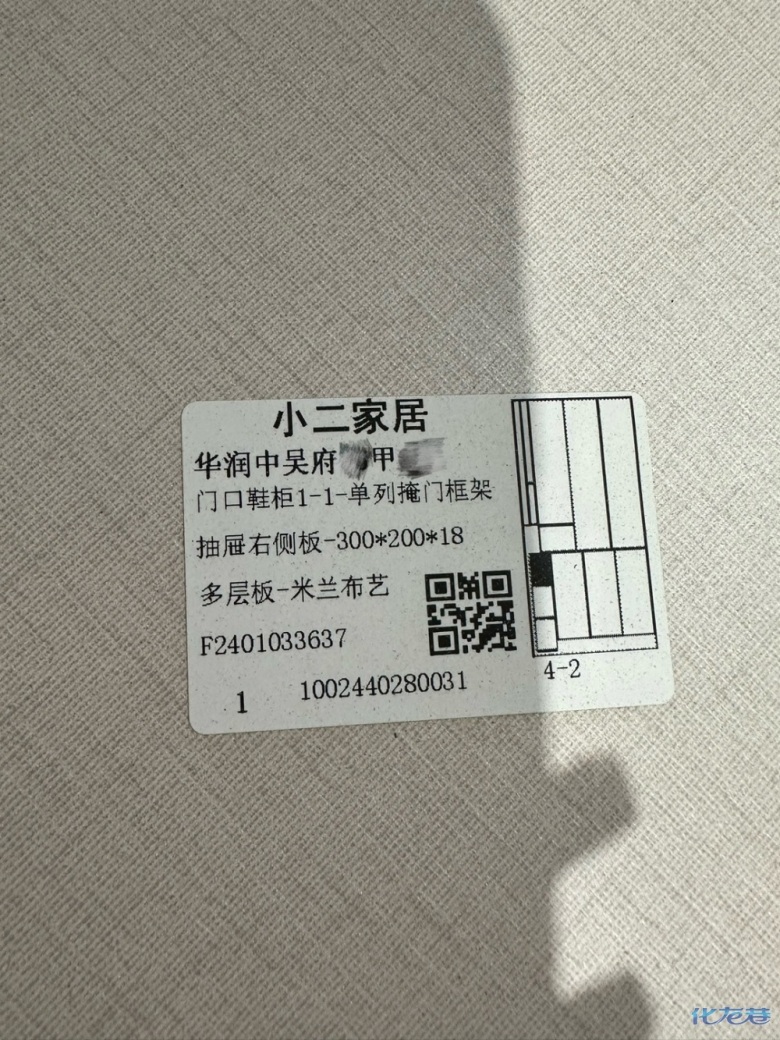 小二家居
华润中吴府 甲
门口鞋柜1-1-单列掩门框架
抽屉右侧板-300*200*18
多层板-米兰布艺
F2401033637
1 1002440280031
4-2
化龙巷